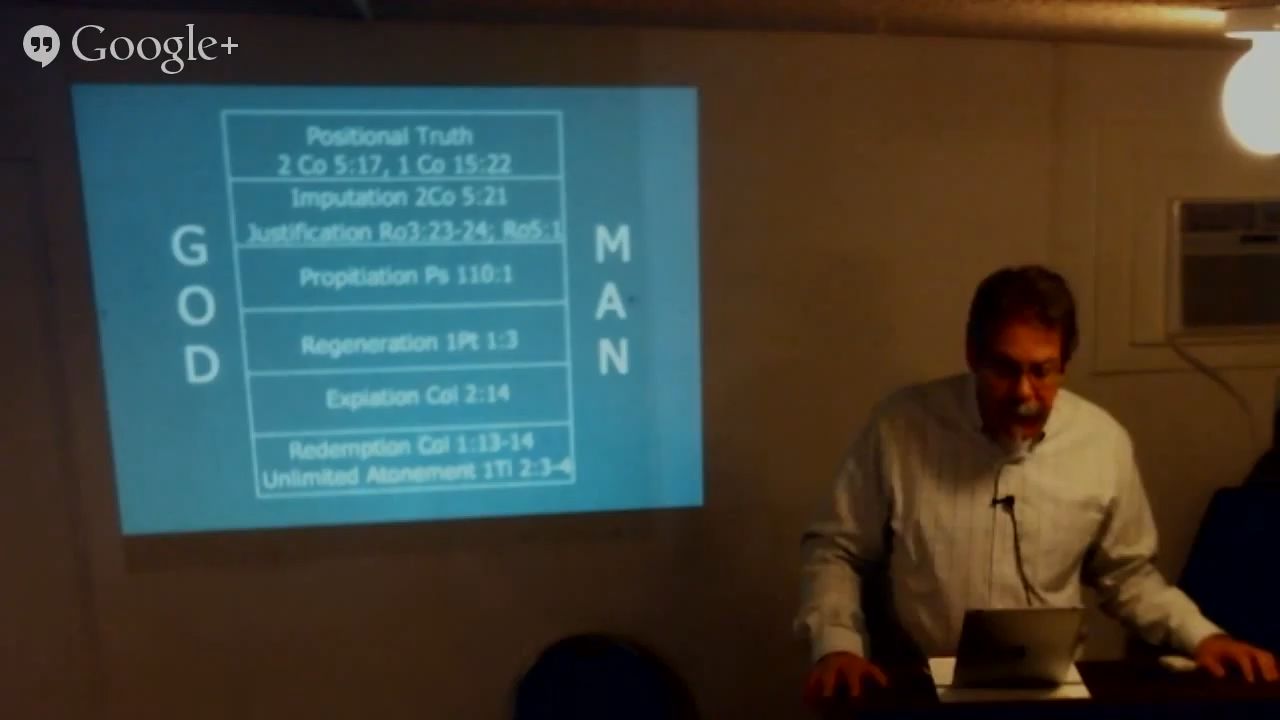 Google+
Positional Truth
2 Co 5:17, 1 Co 15:22
Imputation 2Co 5:21
Justification Ro3:23-24; Ro5:1
Propitiation Ps 110:1
Regeneration 1Pt 1:3
Expiation Col 2:14
Redemption Col 1:13-14
Unlimited Atonement 1Ti 2:3-4
GOD
MAN